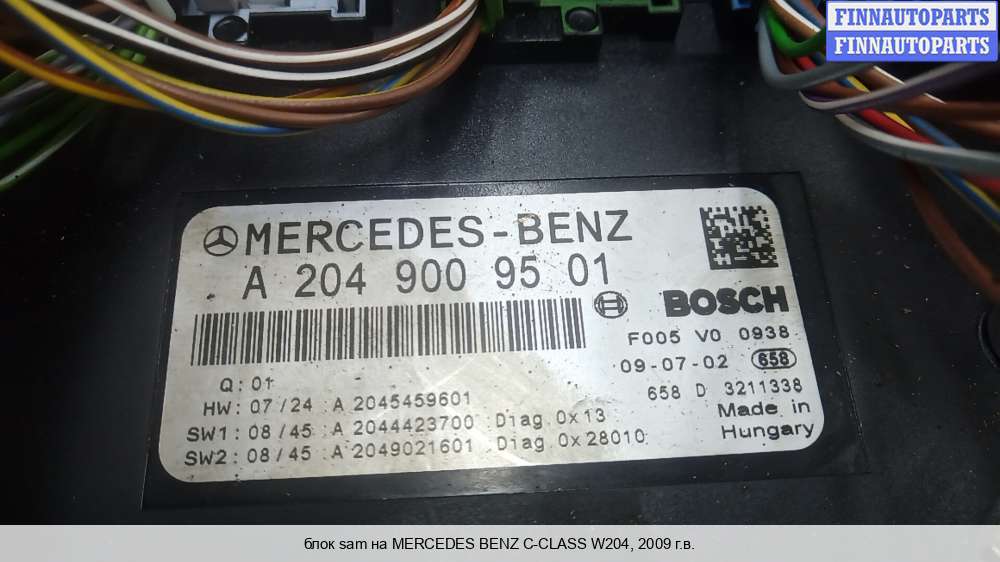 FINNAUTOPARTS
FINNAUTOPARTS
MERCEDES-BENZ
A 204 900 95 01
BOSCH
F005 V0 0938
09-07-02 658
658 D 3211338
Made in
Hungary
Q: 01
HW: 07/24 A 2045459601
SW1: 08/45 A 2044423700 Diag 0x13
SW2: 08/45 A 2049021601 Diag 0x28010
блок sam на MERCEDES BENZ C-CLASS W204, 2009 г.в.